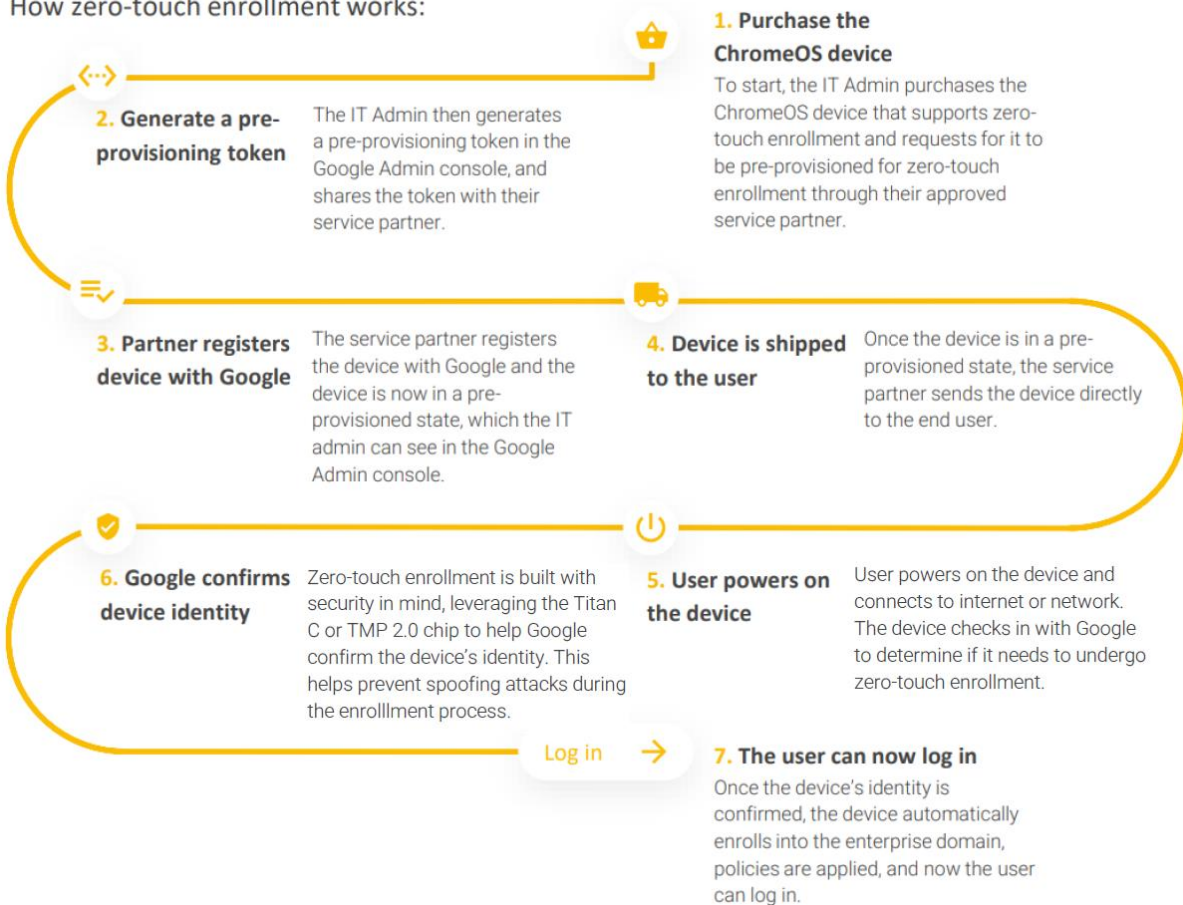 How zero-touch enrollment works:
1. Purchase the
ChromeOS device
To start, the IT Admin purchases the
ChromeOS device that supports zero-
touch enrollment and requests for it to
be pre-provisioned for zero-touch
enrollment through their approved
service partner.
2. Generate a pre-
provisioning token
The IT Admin then generates
a pre-provisioning token in the
Google Admin console, and
shares the token with their
service partner.
3. Partner registers
device with Google
The service partner registers
the device with Google and the
device is now in a pre-
provisioned state, which the IT
admin can see in the Google
Admin console.
4. Device is shipped
to the user
Once the device is in a pre-
provisioned state, the service
partner sends the device directly
to the end user.
5. User powers on
the device
User powers on the device and
connects to internet or network.
The device checks in with Google
to determine if it needs to undergo
zero-touch enrollment.
6. Google confirms
device identity
Zero-touch enrollment is built with
security in mind, leveraging the Titan
C or TMP 2.0 chip to help Google
confirm the device's identity. This
helps prevent spoofing attacks during
the enrolllment process.
Log in
7. The user can now log in
Once the device's identity is
confirmed, the device automatically
enrolls into the enterprise domain,
policies are applied, and now the user
can log in.